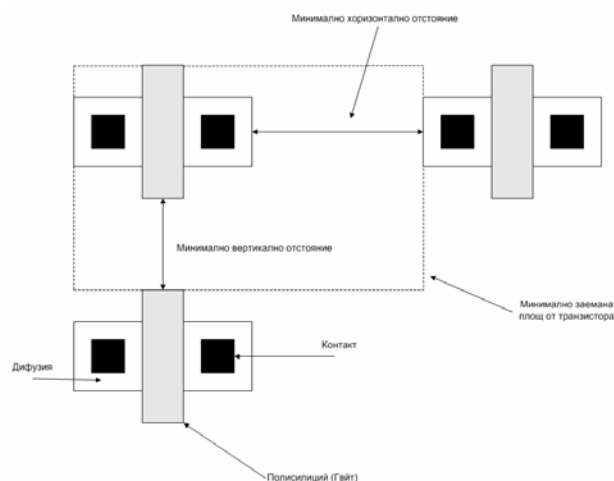 Минимално хоризонтално отстояние
Минимално вертикално отстояние
Минимално заемана
площ от транзистора
Контакт
Дифузия
Полисилиций (Гейт)